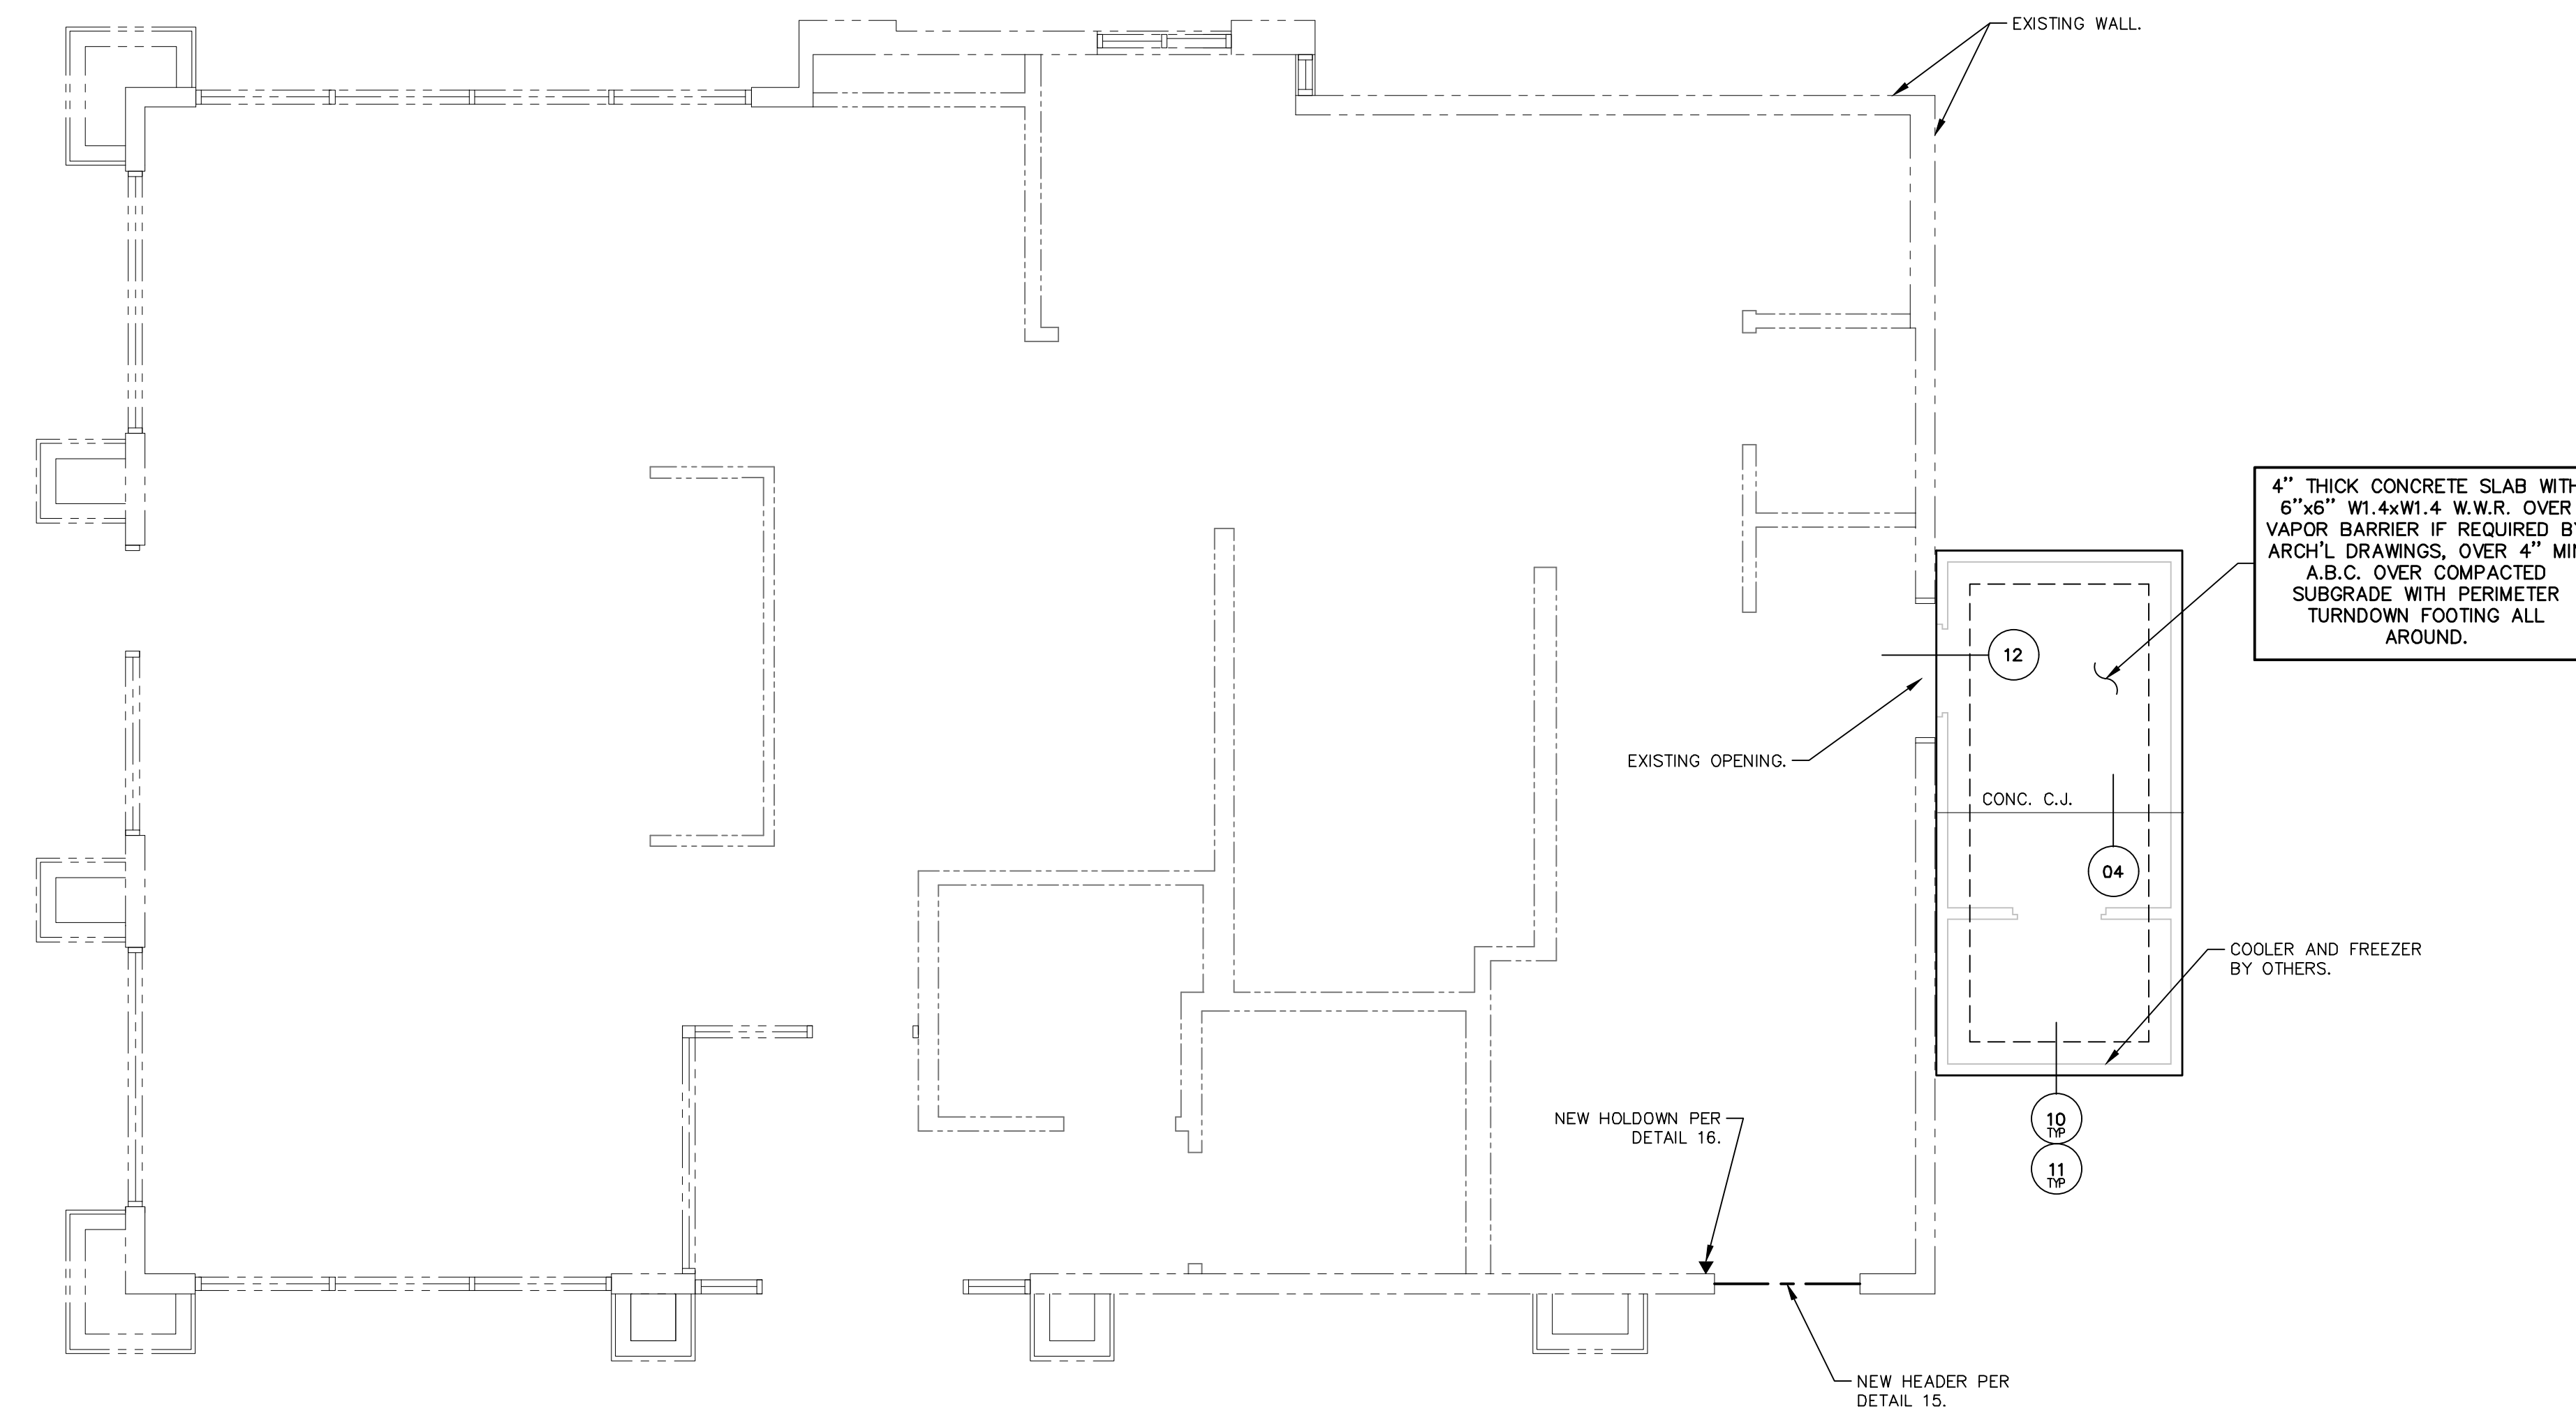 EXISTING WALL.
4" THICK CONCRETE SLAB WITH
6"x6" W1.4xW1.4 W.W.R. OVER
VAPOR BARRIER IF REQUIRED BY
ARCH'L DRAWINGS, OVER 4" MIN
A.B.C. OVER COMPACTED
SUBGRADE WITH PERIMETER
TURNDOWN FOOTING ALL
AROUND.
12
EXISTING OPENING.
CONC. C.J.
04
COOLER AND FREEZER
BY OTHERS.
NEW HOLDOWN PER
DETAIL 16.
10
TYP
11
TYP
NEW HEADER PER
DETAIL 15.